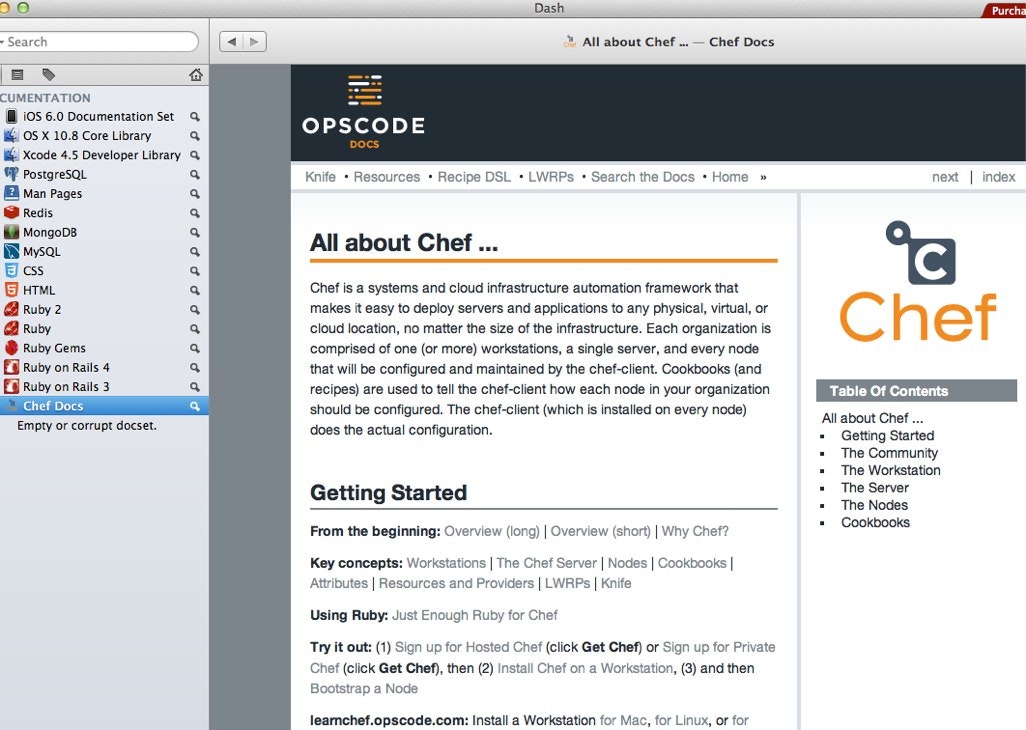 Dash
Purcha
Search
All about Chef ... — Chef Docs
CUMENTATION
iOS 6.0 Documentation Set
OS X 10.8 Core Library
Xcode 4.5 Developer Library
PostgreSQL
Man Pages
Redis
MongoDB
MySQL
CSS
HTML
Ruby 2
Ruby
Ruby Gems
Ruby on Rails 4
Ruby on Rails 3
Chef Docs
Empty or corrupt docset.
OPSCODE
DOCS
Knife • Resources • Recipe DSL • LWRPs • Search the Docs • Home »
next | index
All about Chef ...
Chef is a systems and cloud infrastructure automation framework that
makes it easy to deploy servers and applications to any physical, virtual, or
cloud location, no matter the size of the infrastructure. Each organization is
comprised of one (or more) workstations, a single server, and every node
that will be configured and maintained by the chef-client. Cookbooks (and
recipes) are used to tell the chef-client how each node in your organization
should be configured. The chef-client (which is installed on every node)
does the actual configuration.
Getting Started
From the beginning: Overview (long) | Overview (short) | Why Chef?
Key concepts: Workstations | The Chef Server | Nodes | Cookbooks |
Attributes | Resources and Providers | LWRPs | Knife
Using Ruby: Just Enough Ruby for Chef
Try it out: (1) Sign up for Hosted Chef (click Get Chef) or Sign up for Private
Chef (click Get Chef), then (2) Install Chef on a Workstation, (3) and then
Bootstrap a Node
learnchef.opscode.com: Install a Workstation for Mac, for Linux, or for
C
Chef
Table Of Contents
All about Chef ...
Getting Started
The Community
The Workstation
The Server
The Nodes
Cookbooks